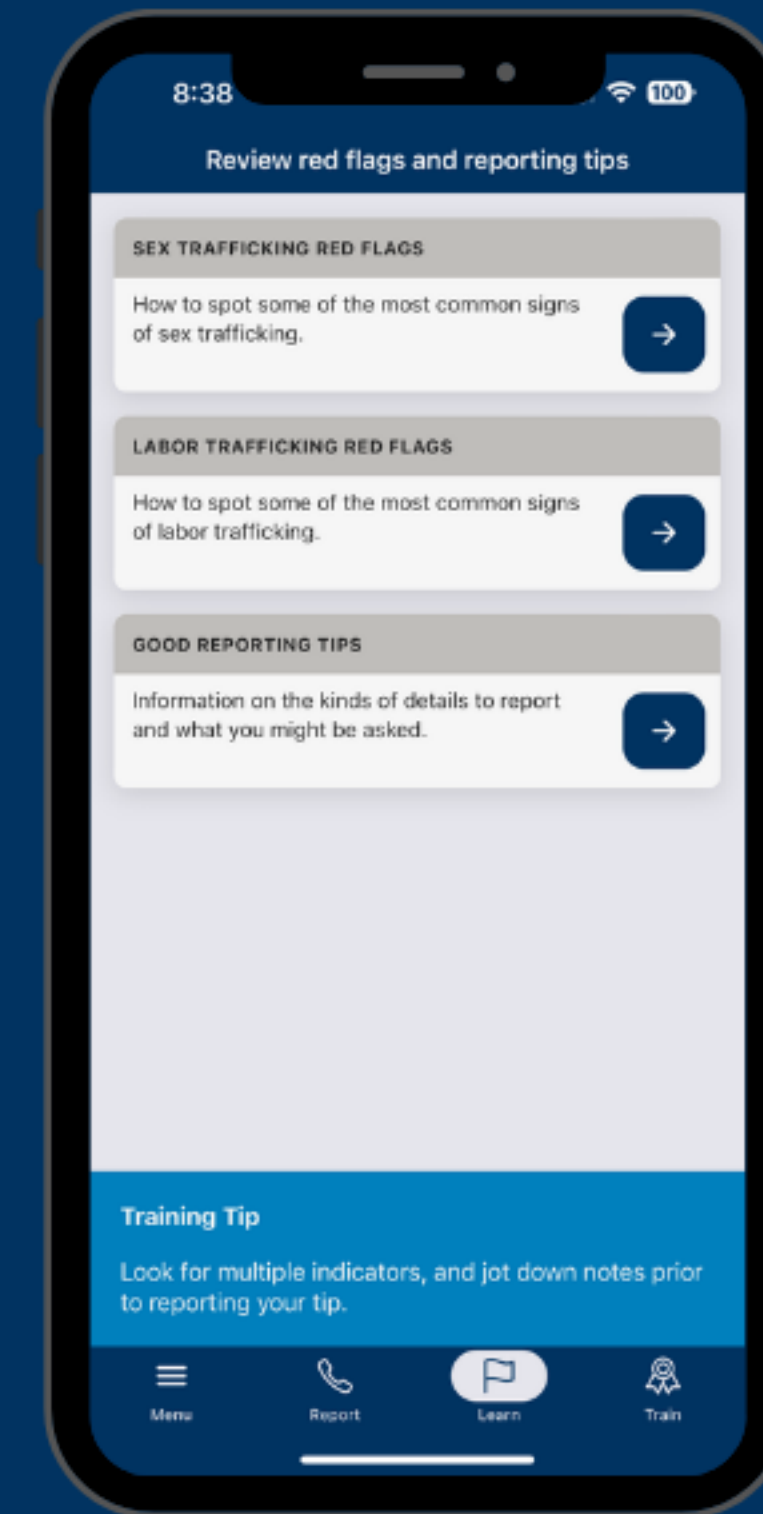 8:38
100
Review red flags and reporting tips
SEX TRAFFICKING RED FLAGS
How to spot some of the most common signs
of sex trafficking.
LABOR TRAFFICKING RED FLAGS
How to spot some of the most common signs
of labor trafficking.
GOOD REPORTING TIPS
Information on the kinds of details to report
and what you might be asked.
Training Tip
Look for multiple indicators, and jot down notes prior
to reporting your tip.
Menu
Report
Learn
Train